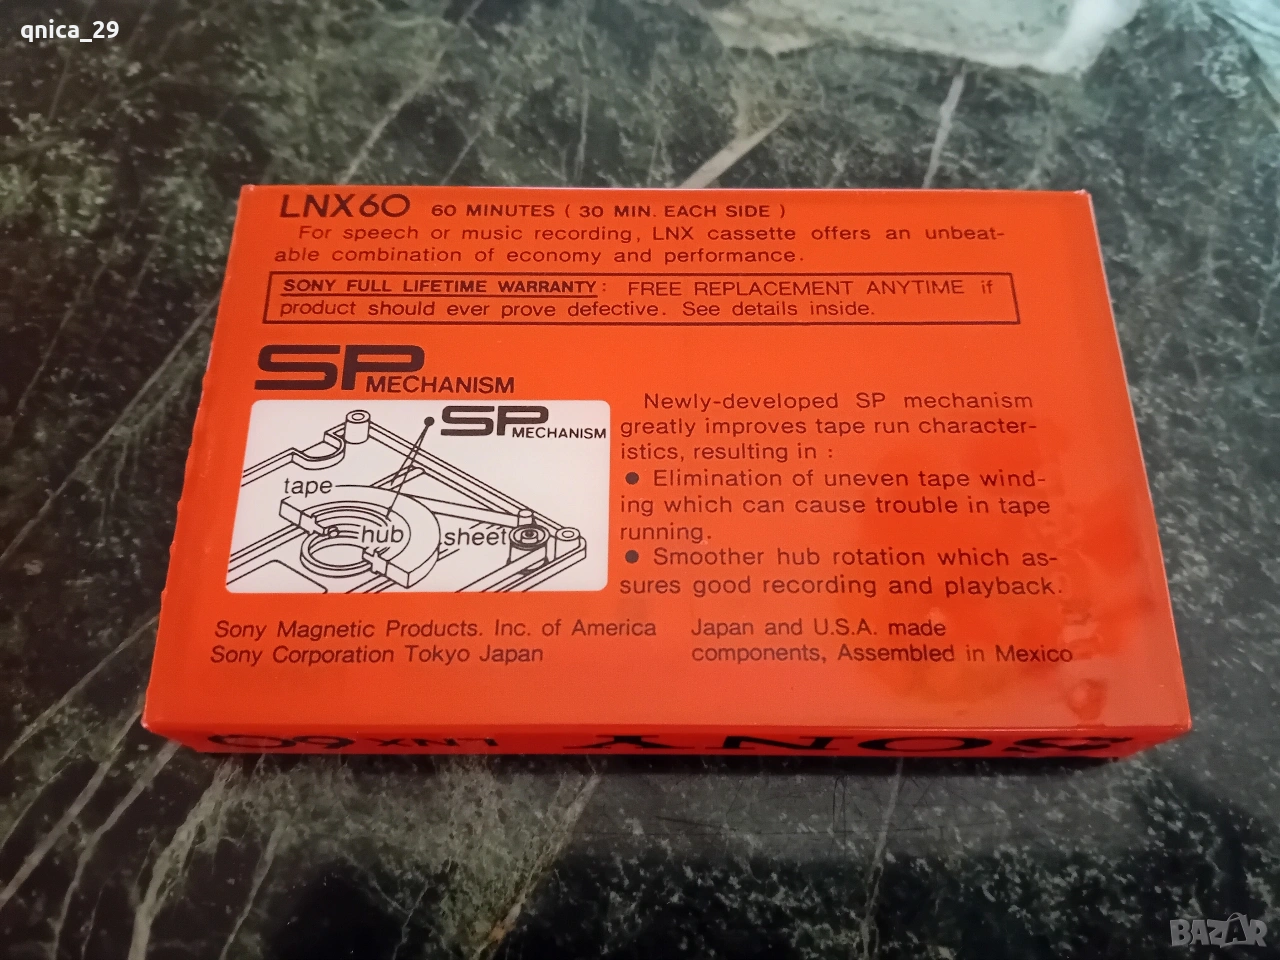 qnica_29
LNX60 60 MINUTES ( 30 MIN. EACH SIDE )
For speech or music recording, LNX cassette offers an unbeat-
able combination of economy and performance.
SONY FULL LIFETIME WARRANTY: FREE REPLACEMENT ANYTIME if
product should ever prove defective. See details inside.
SP MECHANISM
SP MECHANISM
tape
hub
sheet
Newly-developed SP mechanism
greatly improves tape run character-
istics, resulting in :
● Elimination of uneven tape wind-
ing which can cause trouble in tape
running.
● Smoother hub rotation which as-
sures good recording and playback.
Sony Magnetic Products. Inc. of America
Sony Corporation Tokyo Japan
Japan and U.S.A. made
components, Assembled in Mexico
SONY LNX 60
BAZAR